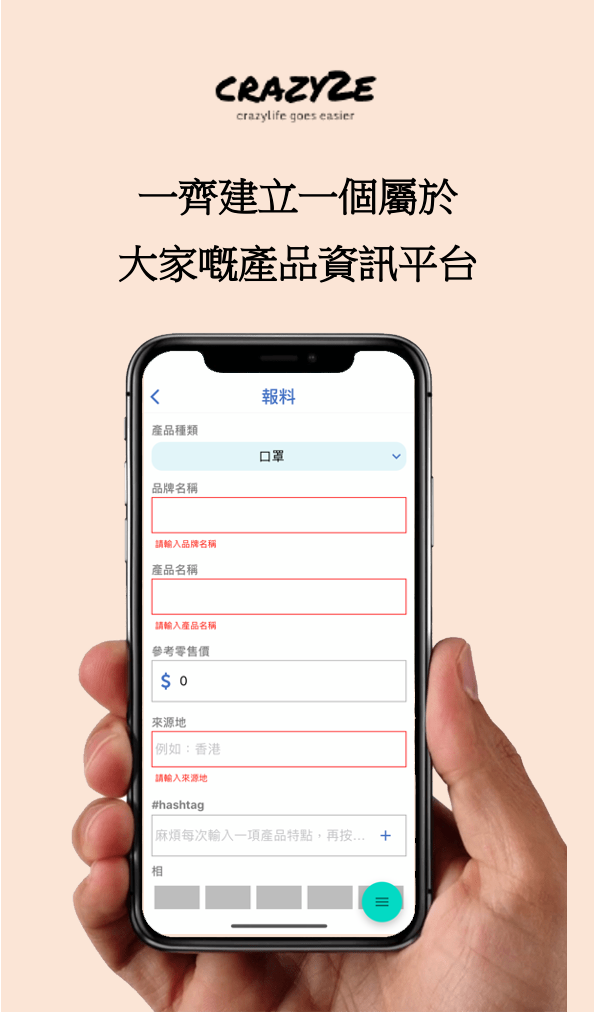 CRAZY2E
crazylife goes easier
一齊建立一個屬於
大家嘅產品資訊平台
報料
產品種類
口罩
品牌名稱
請輸入品牌名稱
產品名稱
請輸入產品名稱
參考零售價
$ 0
來源地
例如：香港
請輸入來源地
#hashtag
麻煩每次輸入一項產品特點，再按... +
相